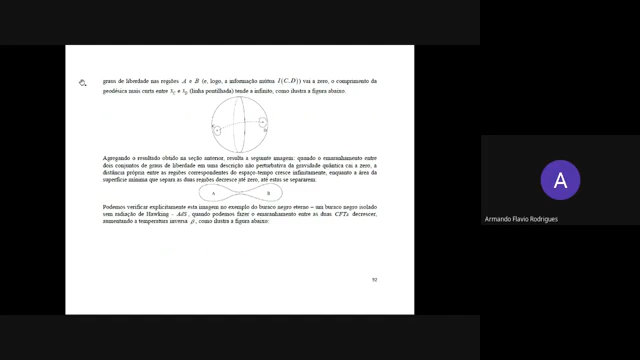 graus de liberdade nas regiões A e B (e, logo, a informação mútua I(C,D)) vai a zero, o comprimento da
geodésica mais curta entre x_C e x_D (linha pontilhada) tende a infinito, como ilustra a figura abaixo:
Agregando o resultado obtido na seção anterior, resulta a seguinte imagem: quando o emaranhamento entre
dois conjuntos de graus de liberdade em uma descrição não perturbativa da gravidade quântica cai a zero, a
distância própria entre as regiões correspondentes do espaço-tempo cresce infinitamente, enquanto a área da
superfície mínima que separa as duas regiões decresce até zero, até estas se separarem.
A B
Podemos verificar explicitamente esta imagem no exemplo do buraco negro eterno – um buraco negro isolado
sem radiação de Hawking - AdS, quando podemos fazer o emaranhamento entre as duas CFTs decrescer,
aumentando a temperatura inversa β, como ilustra a figura abaixo:
92
A
Armando Flavio Rodrigues